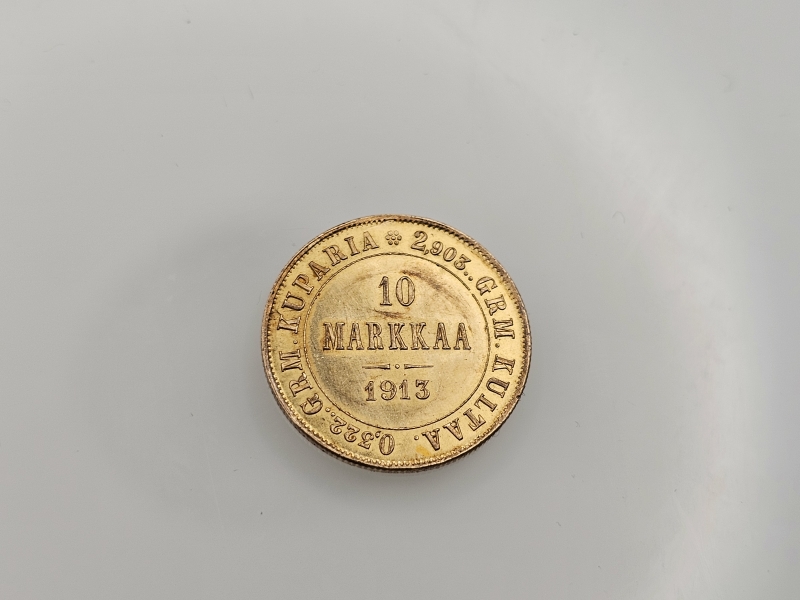 10
MARKKAA
1913
2,903.. GRM. KULTAA. 0,322.. GRM. KUPARIA